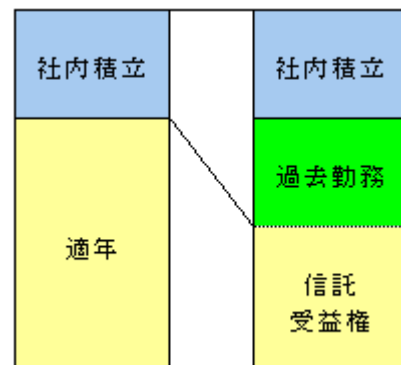 社内積立
適年
社内積立
過去勤務
信託
受益権